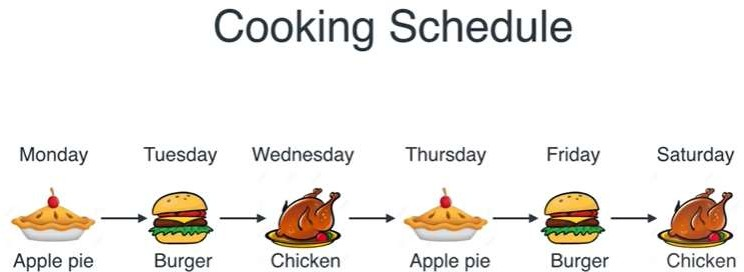 Cooking Schedule
Monday Tuesday Wednesday Thursday Friday Saturday
Apple pie Burger Chicken Apple pie Burger Chicken